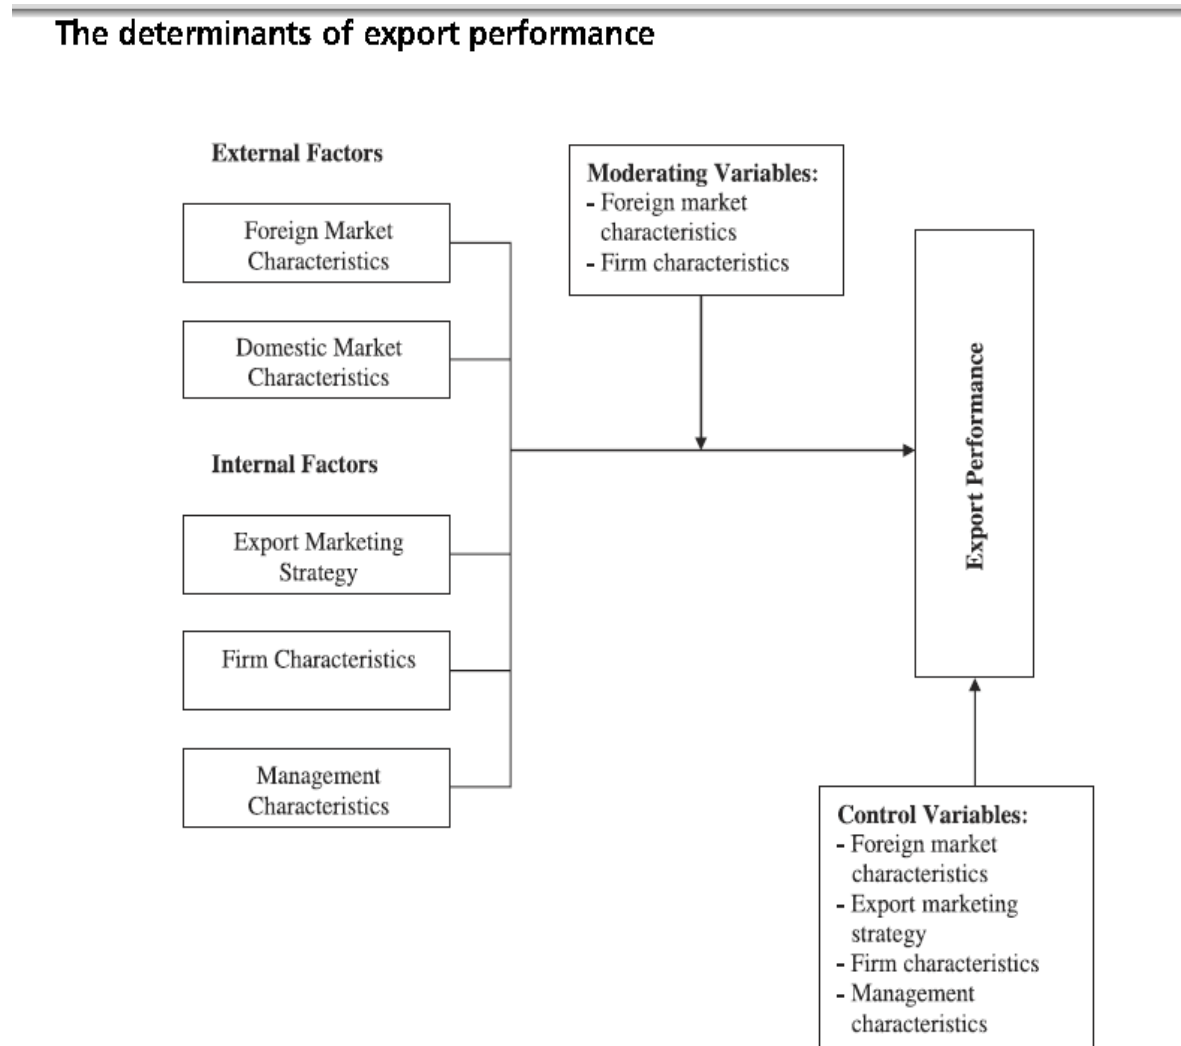 The determinants of export performance
External Factors
Foreign Market
Characteristics
Domestic Market
Characteristics
Internal Factors
Export Marketing
Strategy
Firm Characteristics
Management
Characteristics
Moderating Variables:
- Foreign market
characteristics
- Firm characteristics
Export Performance
Control Variables:
- Foreign market
characteristics
- Export marketing
strategy
- Firm characteristics
- Management
characteristics